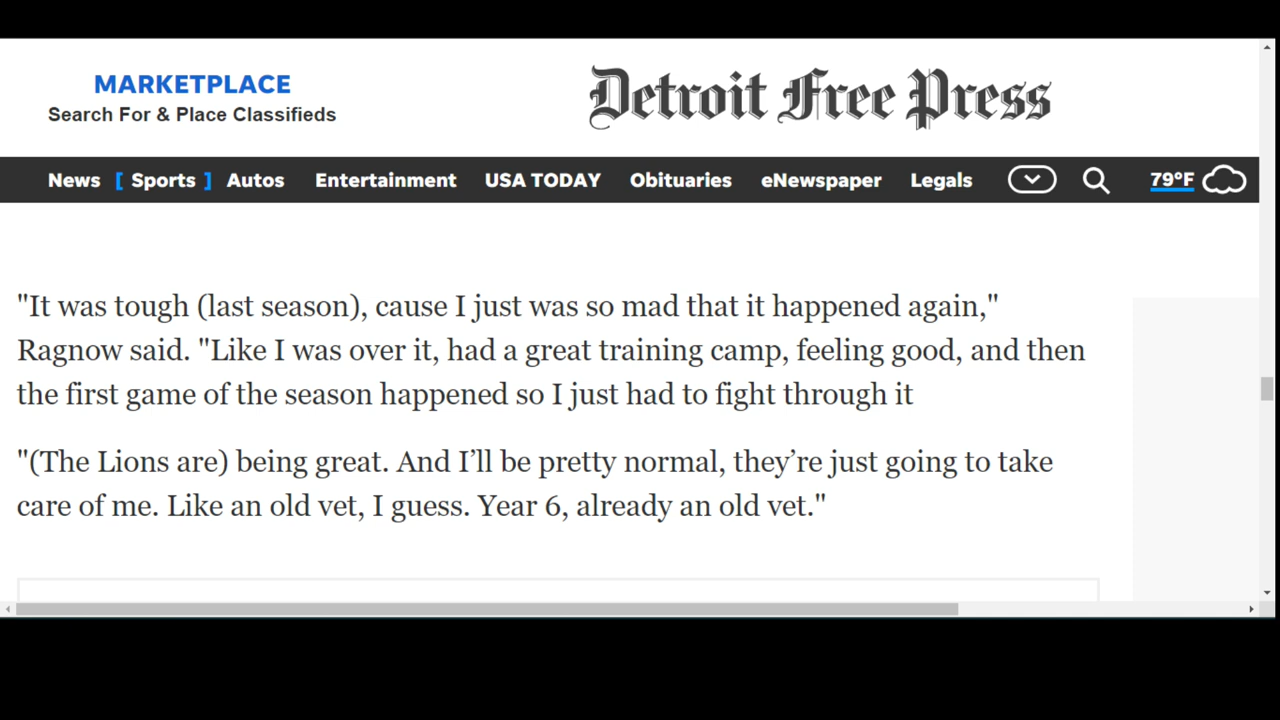 MARKETPLACE
Search For & Place Classifieds
Detroit Free Press
News [ Sports ] Autos Entertainment USA TODAY Obituaries eNewspaper Legals 79°F
"It was tough (last season), cause I just was so mad that it happened again,"
Ragnow said. "Like I was over it, had a great training camp, feeling good, and then
the first game of the season happened so I just had to fight through it
"(The Lions are) being great. And I’ll be pretty normal, they’re just going to take
care of me. Like an old vet, I guess. Year 6, already an old vet."